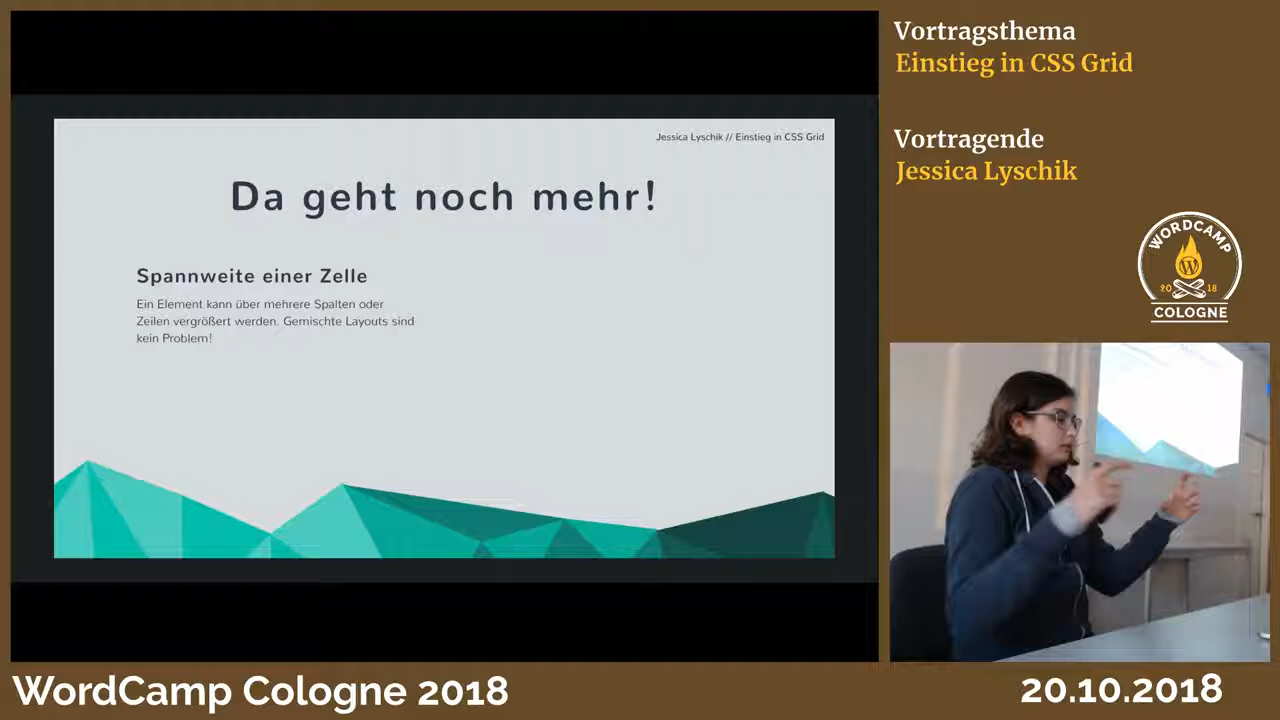 Jessica Lyschik // Einstieg in CSS Grid
Da geht noch mehr!
Spannweite einer Zelle
Ein Element kann über mehrere Spalten oder
Zeilen vergrößert werden. Gemischte Layouts sind
kein Problem!
Vortragsthema
Einstieg in CSS Grid
Vortragende
Jessica Lyschik
WORDCAMP
20 18
COLOGNE
WordCamp Cologne 2018
20.10.2018